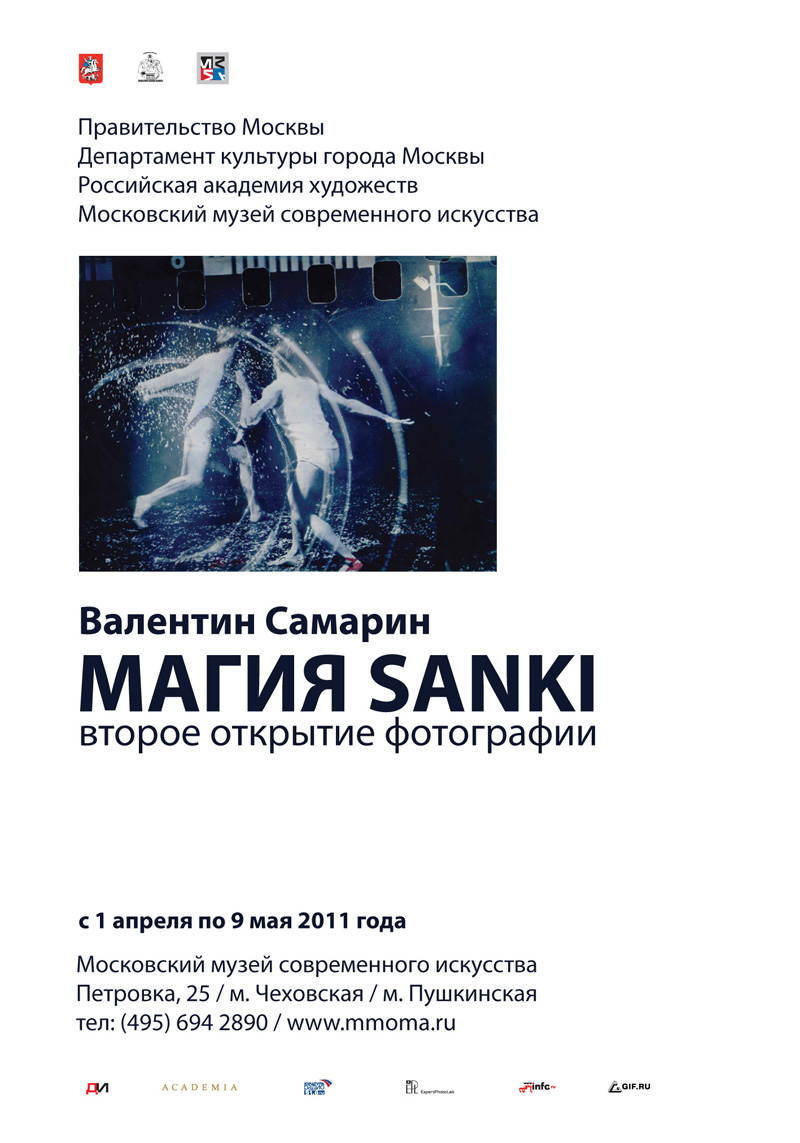 Правительство Москвы
Департамент культуры города Москвы
Российская академия художеств
Московский музей современного искусства
Валентин Самарин
МАГИЯ SANKI
второе открытие фотографии
с 1 апреля по 9 мая 2011 года
Московский музей современного искусства
Петровка, 25 / м. Чеховская / м. Пушкинская
тел: (495) 694 2890 / www.mmoma.ru
ДИ ACADEMIA ExpertPhotoLab GIF.RU